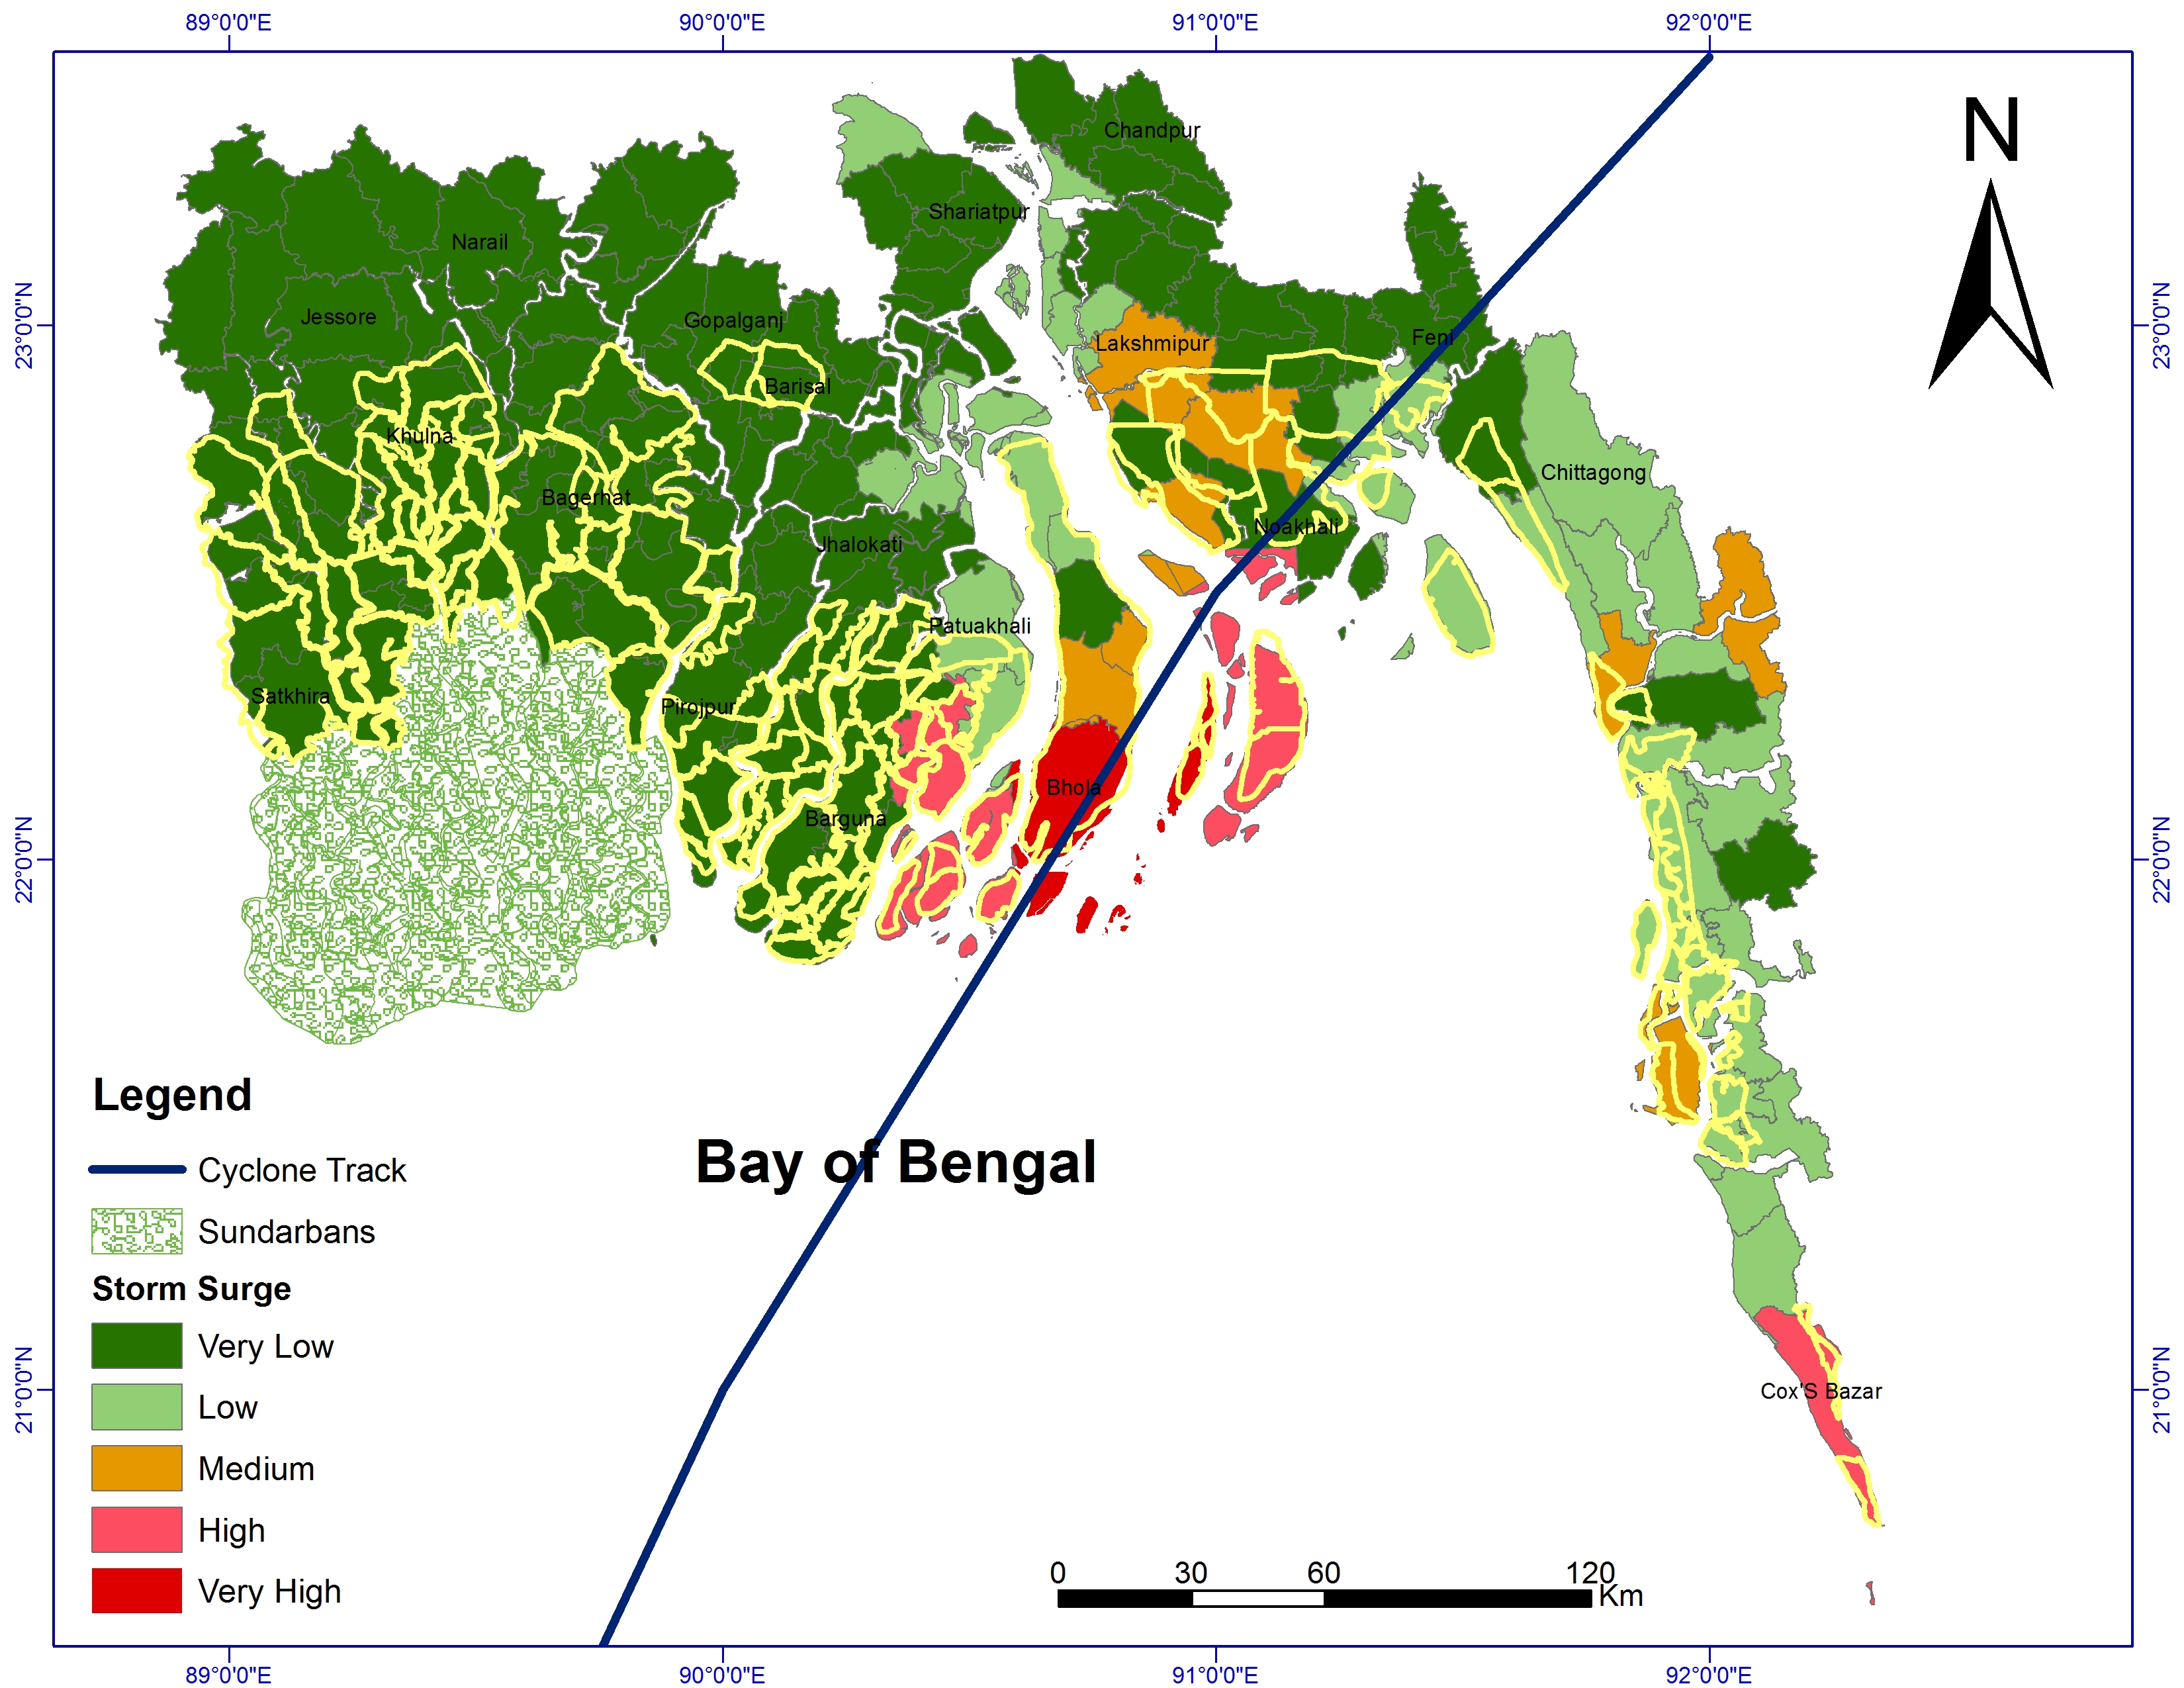 89°0'0"E
90°0'0"E
91°0'0"E
92°0'0"E
N
Chandpur
Shariatpur
Narail
Jessore
Gopalganj
23°0'0"N
23°0'0"N
Lakshmipur
Feni
Barisal
Khulna
Chittagong
Bagerhat
Noakhali
Jhalokati
Patuakhali
Satkhira
Pirojpur
Bhola
Barguna
22°0'0"N
22°0'0"N
Bay of Bengal
Legend
Cyclone Track
Sundarbans
Storm Surge
Very Low
Low
Medium
High
Very High
21°0'0"N
21°0'0"N
Cox'S Bazar
0 30 60 120
Km
89°0'0"E
90°0'0"E
91°0'0"E
92°0'0"E